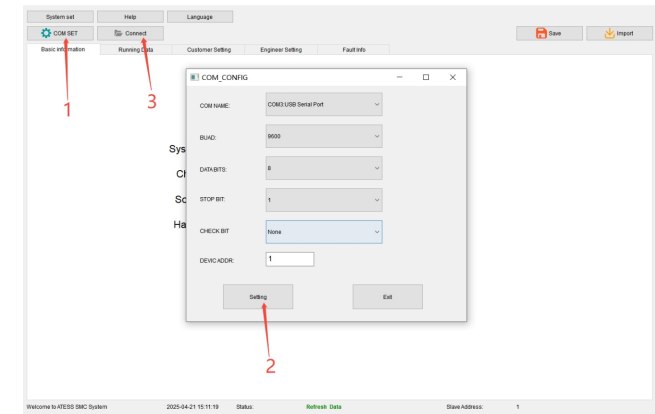 System set Help Language
COM SET Connect Save Import
Basic information Running Data Customer Setting Engineer Setting Fault Info
1
3
COM_CONFIG
COM NAME: COM3:USB Serial Port
BUAD: 9600
Sys
DATABITS: 8
STOP BIT: 1
CHECK BIT None
DEVIC ADDR: 1
Setting Exit
2
Welcome to ATESS SMC System 2025-04-21 15:11:19 Status: Refresh Data Slave Address: 1